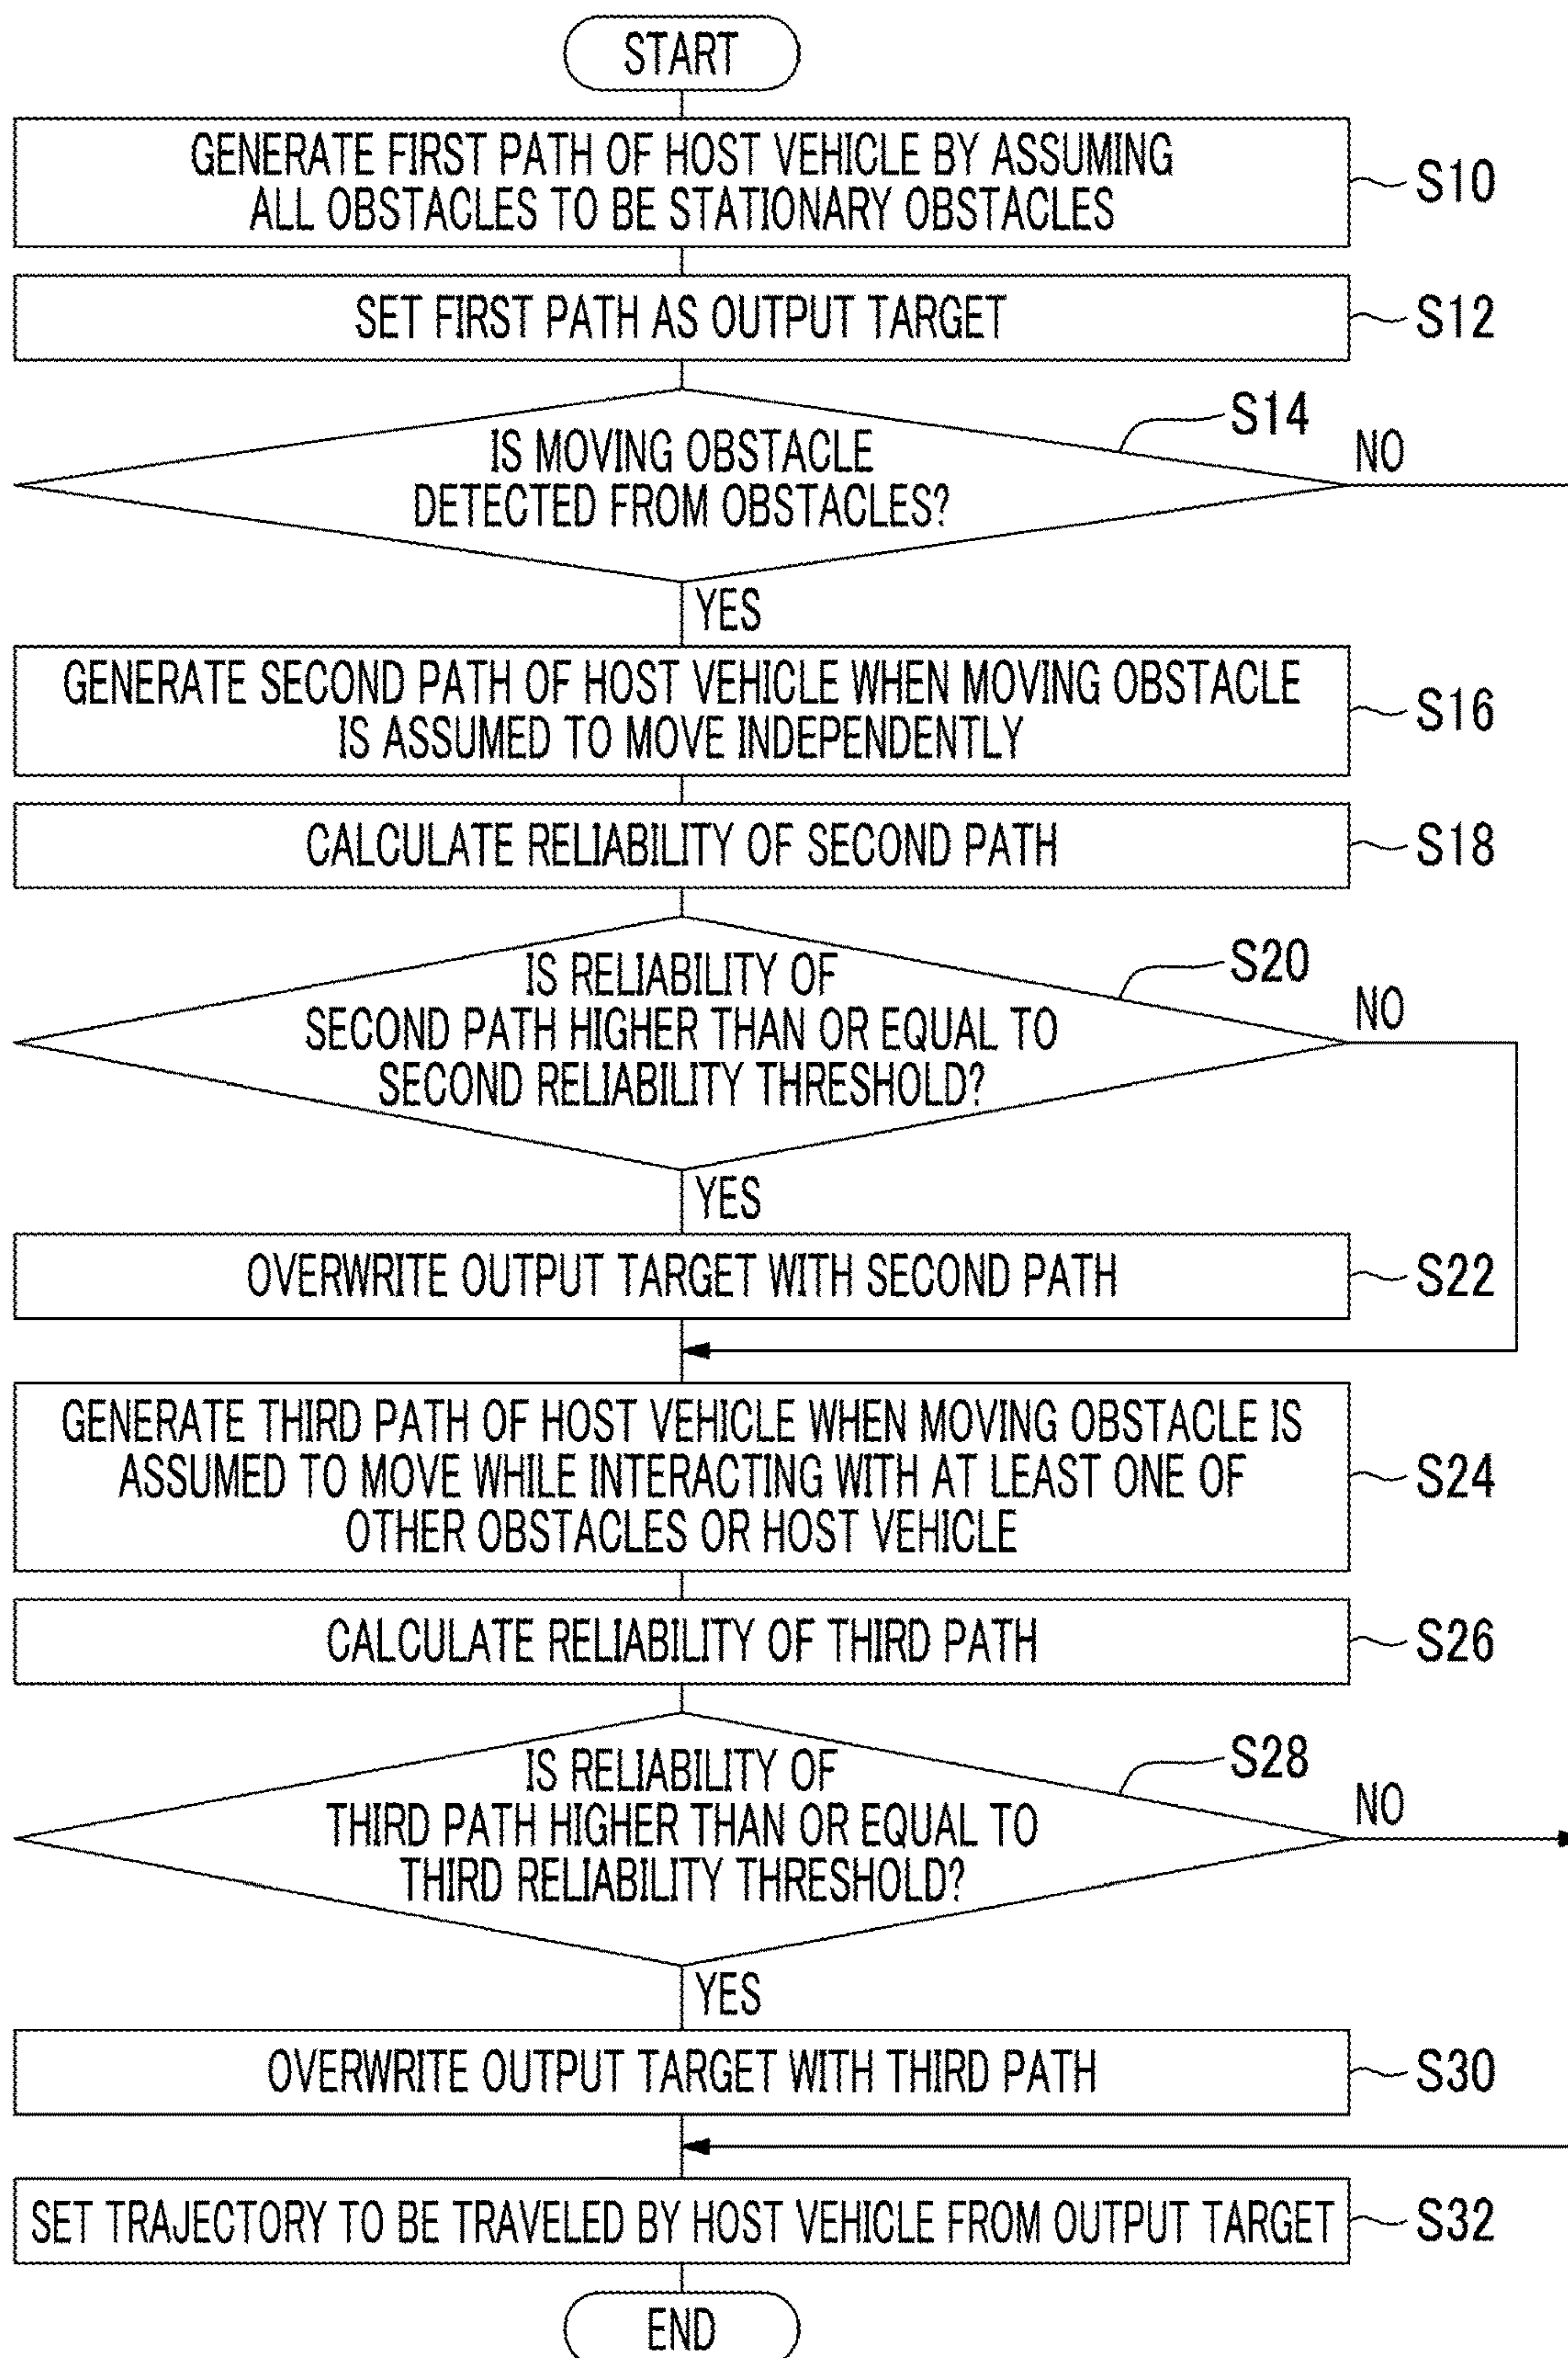 START
GENERATE FIRST PATH OF HOST VEHICLE BY ASSUMING
ALL OBSTACLES TO BE STATIONARY OBSTACLES
S10
SET FIRST PATH AS OUTPUT TARGET
S12
S14
IS MOVING OBSTACLE
DETECTED FROM OBSTACLES?
NO
YES
GENERATE SECOND PATH OF HOST VEHICLE WHEN MOVING OBSTACLE
IS ASSUMED TO MOVE INDEPENDENTLY
S16
CALCULATE RELIABILITY OF SECOND PATH
S18
S20
IS RELIABILITY OF
SECOND PATH HIGHER THAN OR EQUAL TO
SECOND RELIABILITY THRESHOLD?
NO
YES
OVERWRITE OUTPUT TARGET WITH SECOND PATH
S22
GENERATE THIRD PATH OF HOST VEHICLE WHEN MOVING OBSTACLE IS
ASSUMED TO MOVE WHILE INTERACTING WITH AT LEAST ONE OF
OTHER OBSTACLES OR HOST VEHICLE
S24
CALCULATE RELIABILITY OF THIRD PATH
S26
S28
IS RELIABILITY OF
THIRD PATH HIGHER THAN OR EQUAL TO
THIRD RELIABILITY THRESHOLD?
NO
YES
OVERWRITE OUTPUT TARGET WITH THIRD PATH
S30
SET TRAJECTORY TO BE TRAVELED BY HOST VEHICLE FROM OUTPUT TARGET
S32
END